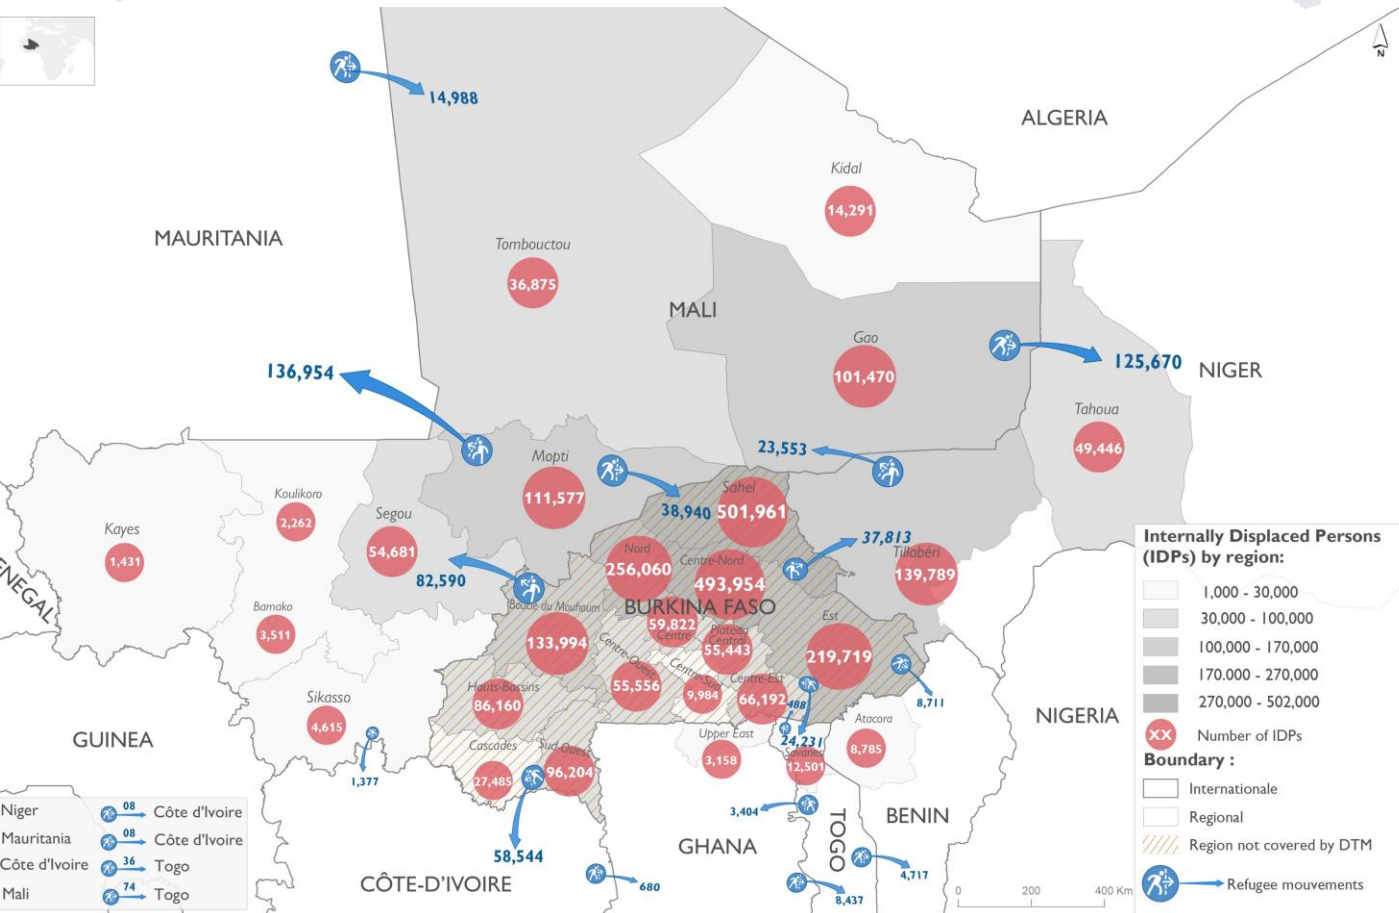 N
14,988
ALGERIA
Kidal
14,291
MAURITANIA
Tombouctou
36,875
MALI
Gao
101,470
125,670
NIGER
136,954
Tahoua
49,446
23,553
Mopti
111,577
Sahel
501,961
38,940
Koulikoro
2,262
Segou
54,681
Kayes
1,431
37,813
Tillabéri
139,789
Nord
256,060
Centre-Nord
493,954
82,590
BURKINA FASO
Boucle du Mouhoum
133,994
59,822
Centre
Plateau
Central
55,443
Est
219,719
ENEGAL
Bamako
3,511
Centre-Ouest
55,556
Centre-Sud
9,984
Centre-Est
66,192
488
8,711
Hauts-Bassins
86,160
Sikasso
4,615
GUINEA
1,377
Cascades
27,485
Sud-Ouest
96,204
Upper East
3,158
24,231
Savanes
12,501
Atacora
8,785
NIGERIA
58,544
3,404
GHANA
TOGO
BENIN
CÔTE-D'IVOIRE
680
8,437
4,717
Niger 08 Côte d'Ivoire
Mauritania 08 Côte d'Ivoire
Côte d'Ivoire 36 Togo
Mali 74 Togo
Internally Displaced Persons
(IDPs) by region:
1,000 - 30,000
30,000 - 100,000
100,000 - 170,000
170.000 - 270,000
270,000 - 502,000
XX Number of IDPs
Boundary :
Internationale
Regional
Region not covered by DTM
Refugee mouvements
0 200 400 Km